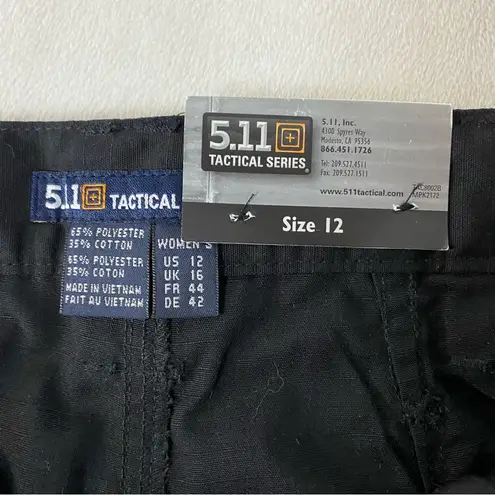 5.11
TACTICAL SERIES
5.11, Inc.
4300 Spyres Way
Modesto, CA 95356
866.451.1726
Tel: 209.527.4511
Fax: 209.527.1511
www.511tactical.com
MPK2172
Size 12
5.11 TACTICAL
65% POLYESTER
35% COTTON
65% POLYESTER
35% COTON
MADE IN VIETNAM
FAIT AU VIETNAM
WOMEN'S
US 12
UK 16
FR 44
DE 42